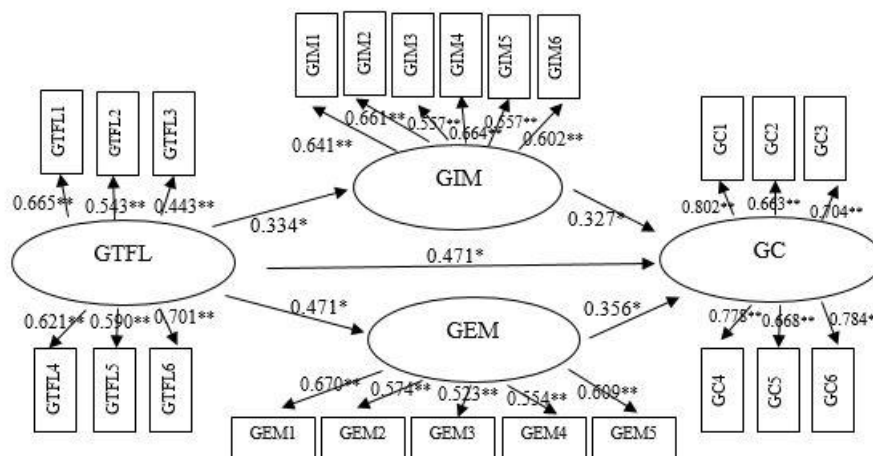 GIM1
GIM2
GIM3
GIM4
GIM5
GIM6
0.641**
0.661**
0.557**
0.664**
0.557**
0.602**
GIM
GTFL1
GTFL2
GTFL3
0.665**
0.543**
0.443**
GTFL
0.621**
0.590**
0.701**
GTFL4
GTFL5
GTFL6
0.334*
0.327*
0.471*
0.471*
0.356*
GC1
GC2
GC3
0.802**
0.663**
0.704**
GC
0.778**
0.668**
0.784**
GC4
GC5
GC6
GEM
0.670**
0.574**
0.523**
0.554**
0.609**
GEM1
GEM2
GEM3
GEM4
GEM5